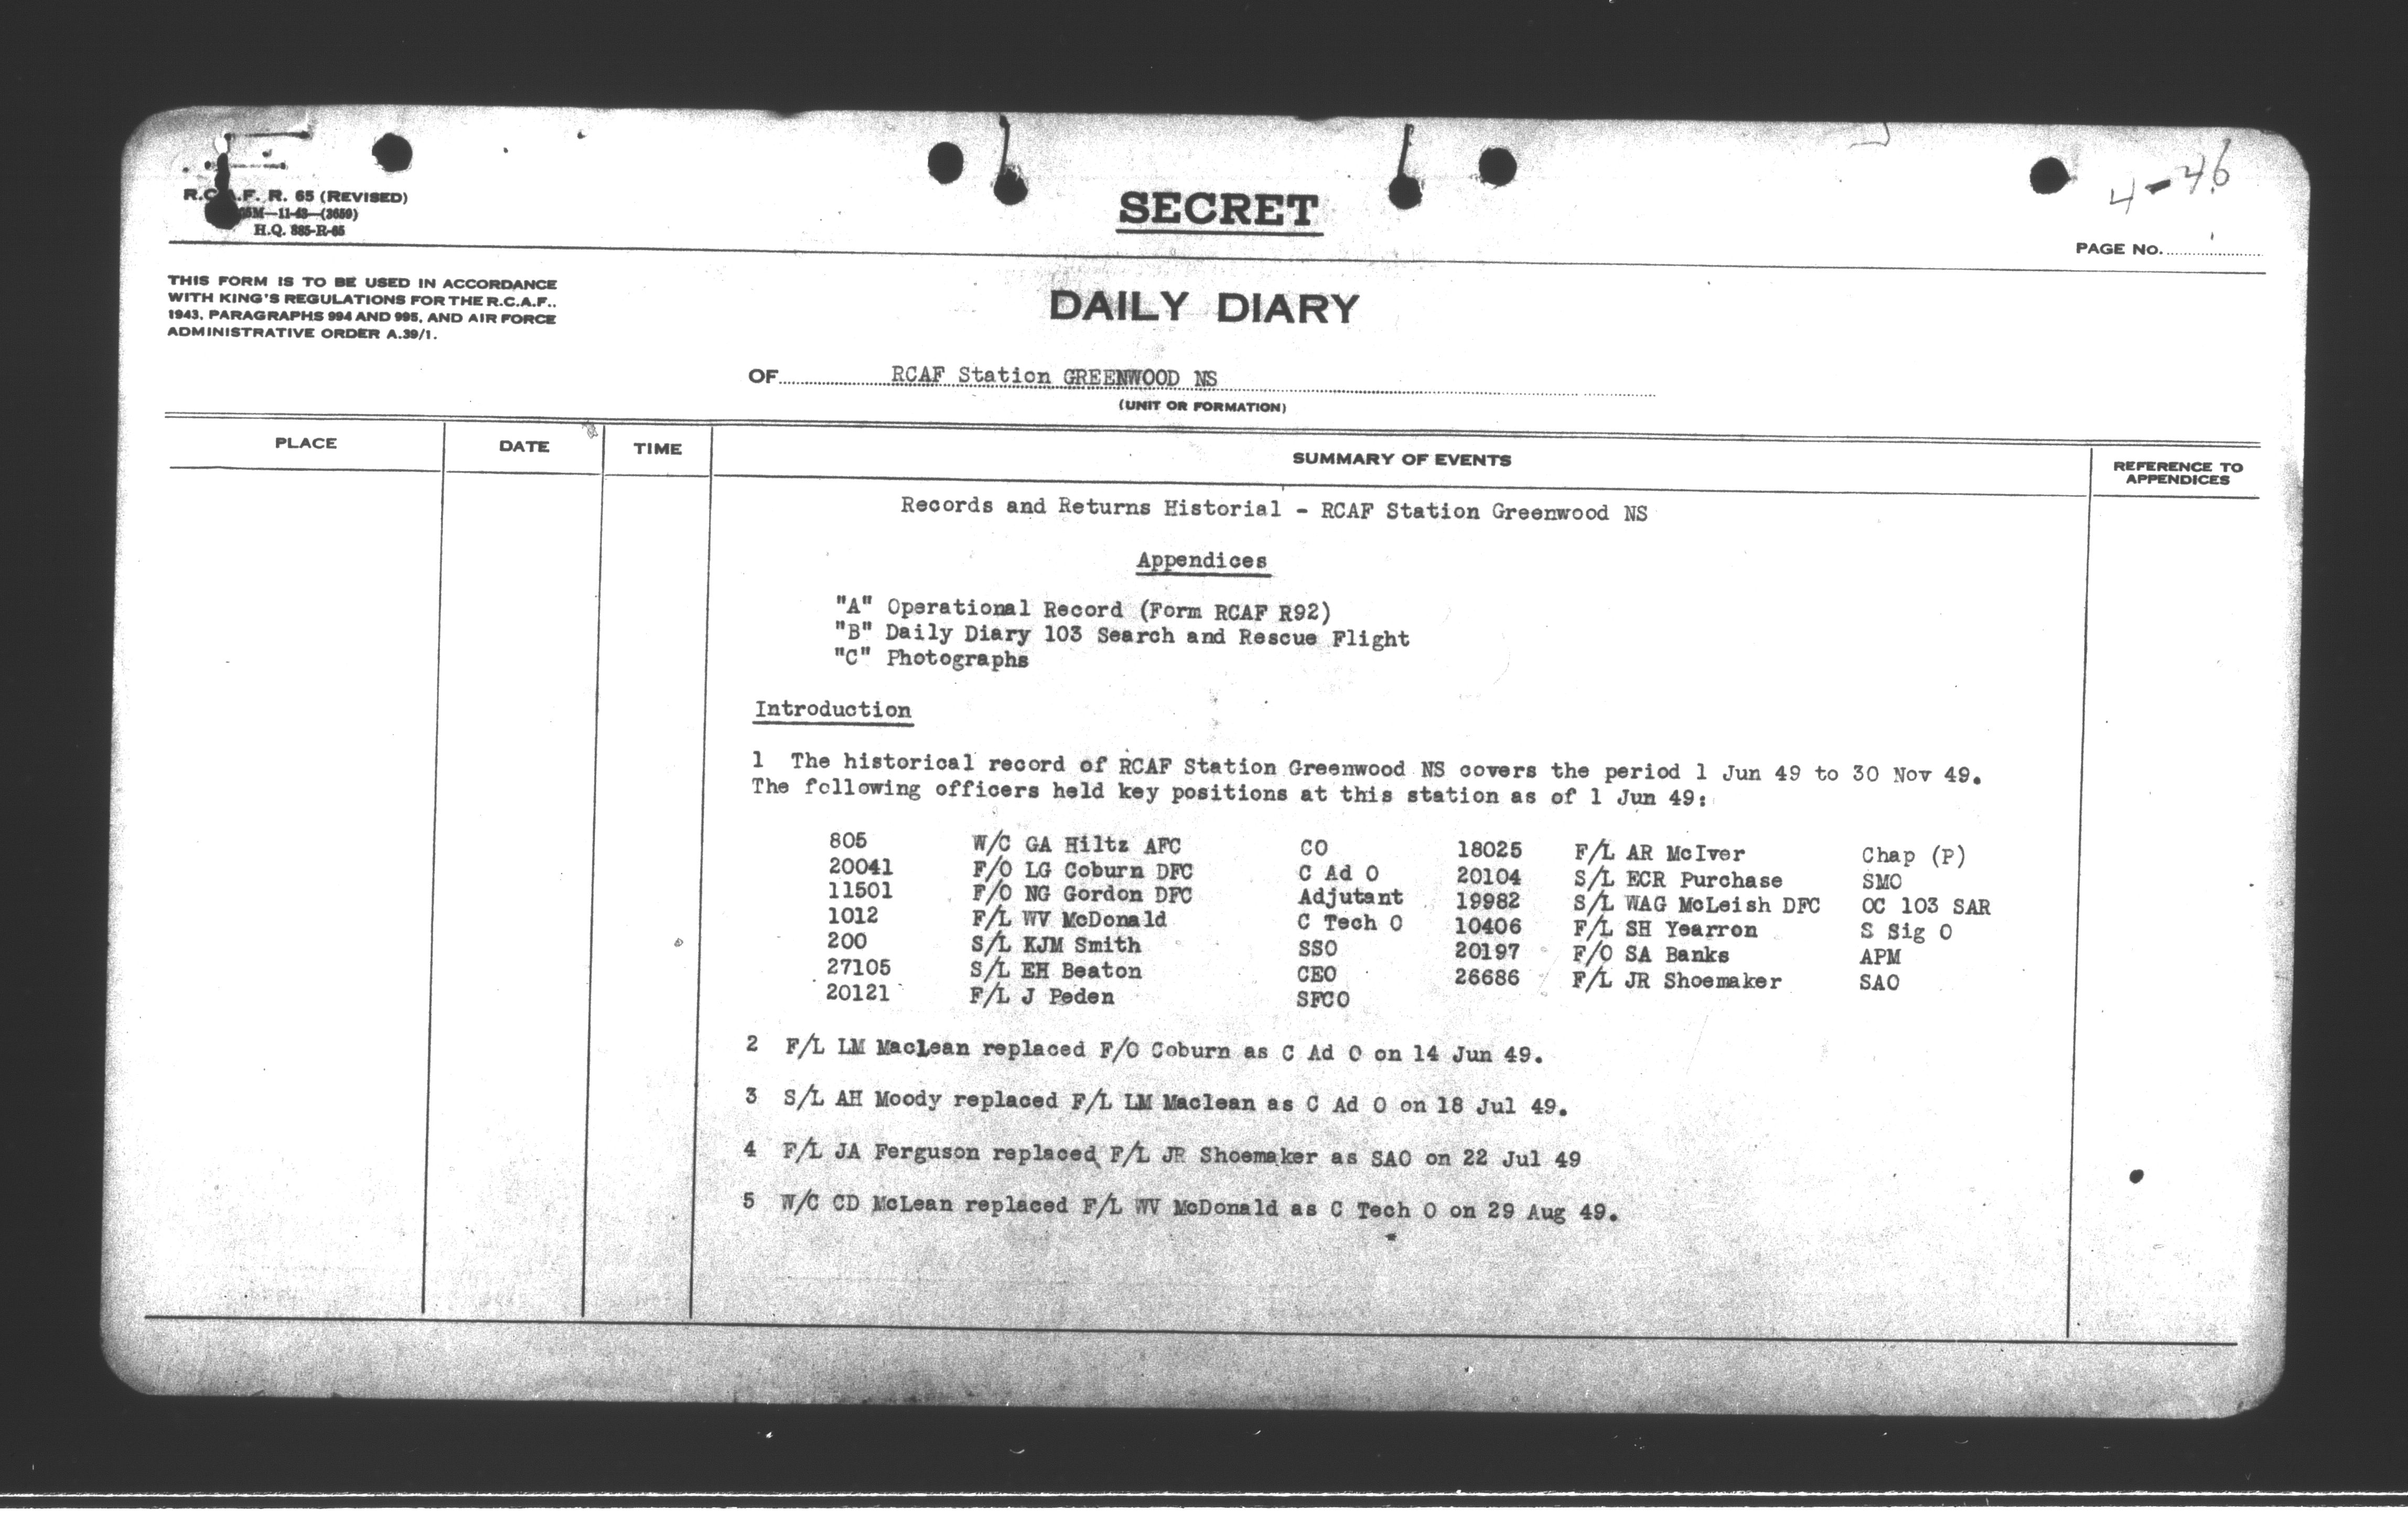 R.C.A.F. R. 65 (REVISED)
5M—11-43—(3659)
H.Q. 885-R-65
SECRET
4-46
PAGE No.
THIS FORM IS TO BE USED IN ACCORDANCE
WITH KING'S REGULATIONS FOR THE R.C.A.F.,
1943, PARAGRAPHS 994 AND 995, AND AIR FORCE
ADMINISTRATIVE ORDER A.39/1.
DAILY DIARY
OF RCAF Station GREENWOOD NS
(UNIT OR FORMATION)
PLACE DATE TIME SUMMARY OF EVENTS REFERENCE TO APPENDICES
Records and Returns Historial - RCAF Station Greenwood NS
Appendices
"A" Operational Record (Form RCAF R92)
"B" Daily Diary 103 Search and Rescue Flight
"C" Photographs
Introduction
1 The historical record of RCAF Station Greenwood NS covers the period 1 Jun 49 to 30 Nov 49.
The following officers held key positions at this station as of 1 Jun 49:
805 W/C GA Hiltz AFC CO 18025 F/L AR McIver Chap (P)
20041 F/O LG Coburn DFC C Ad O 20104 S/L ECR Purchase SMO
11501 F/O NG Gordon DFC Adjutant 19982 S/L WAG McLeish DFC OC 103 SAR
1012 F/L WV McDonald C Tech O 10406 F/L SH Yearron S Sig O
200 S/L KJM Smith SSO 20197 F/O SA Banks APM
27105 S/L EH Beaton CEO 26686 F/L JR Shoemaker SAO
20121 F/L J Peden SFCO
2 F/L LM MacLean replaced F/O Coburn as C Ad O on 14 Jun 49.
3 S/L AH Moody replaced F/L LM Maclean as C Ad O on 18 Jul 49.
4 F/L JA Ferguson replaced F/L JR Shoemaker as SAO on 22 Jul 49
5 W/C CD McLean replaced F/L WV McDonald as C Tech O on 29 Aug 49.